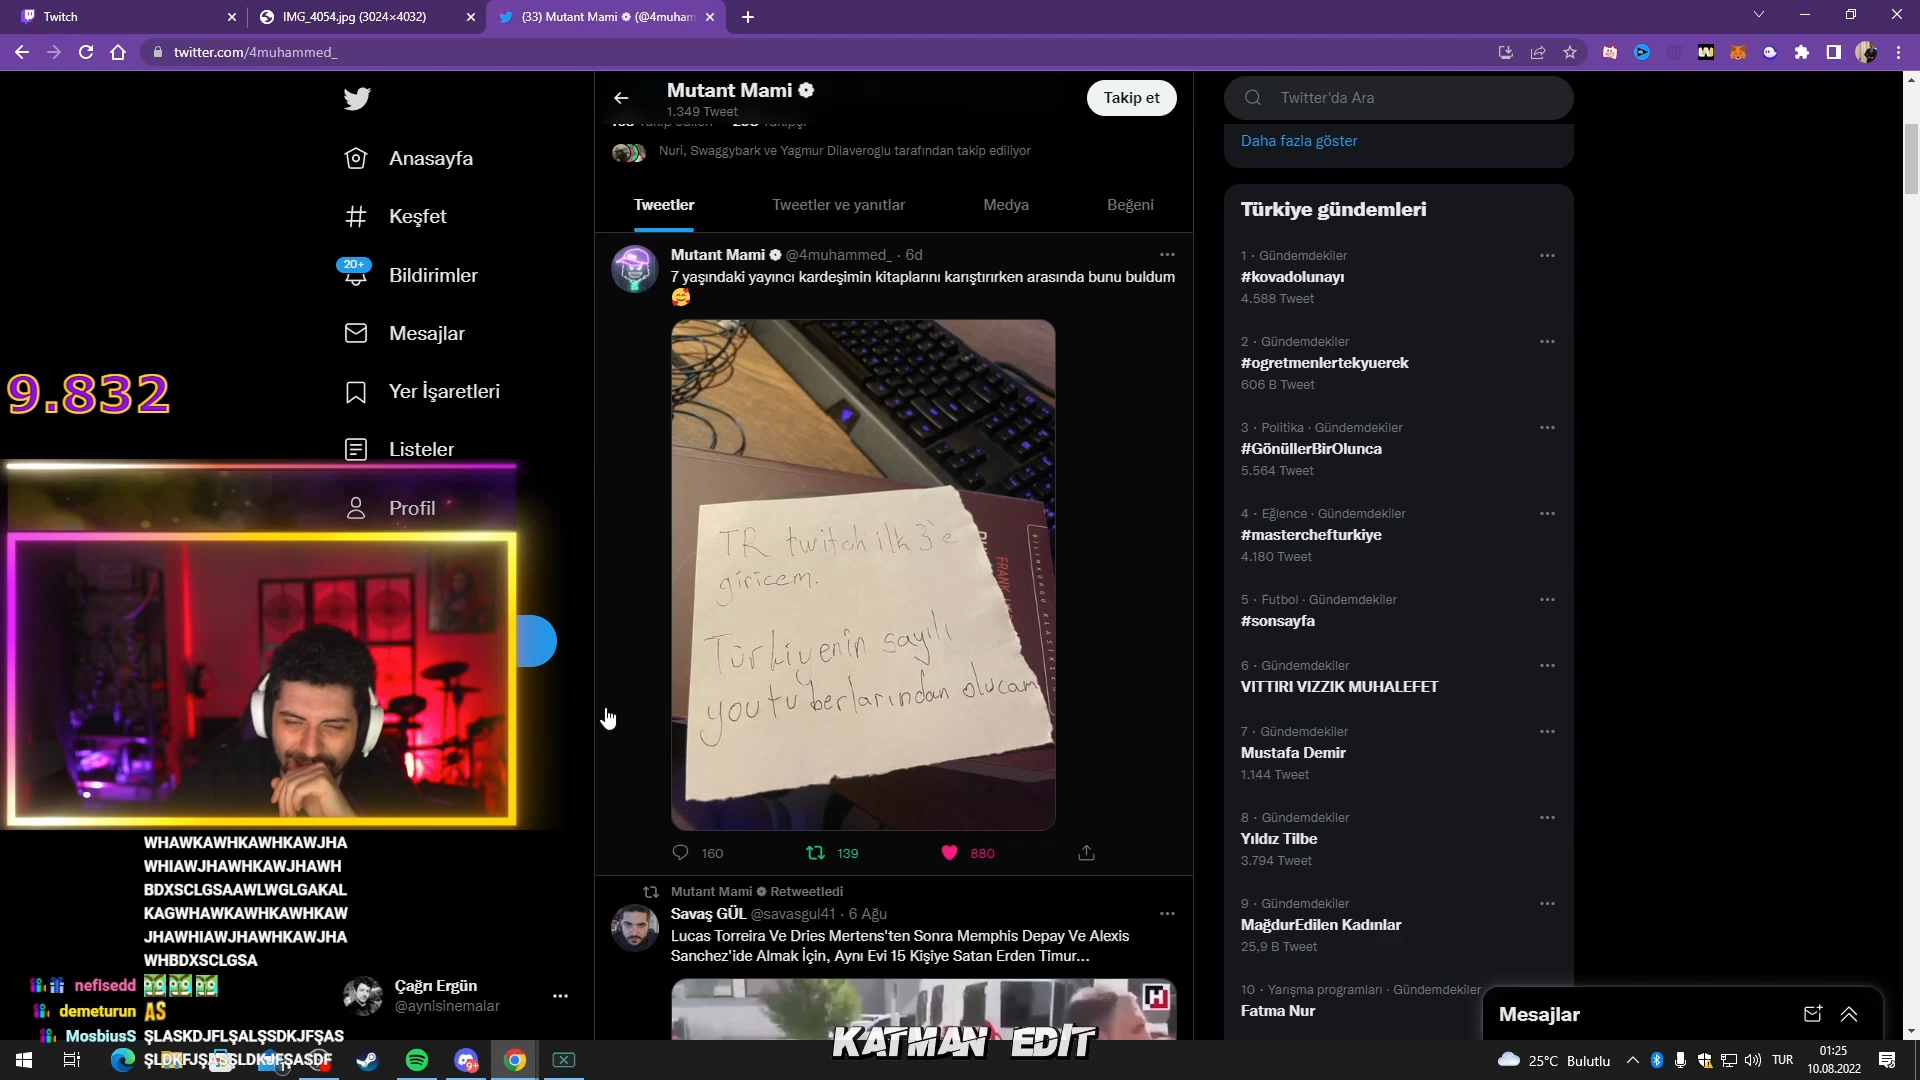 Twitch
IMG_4054.jpg (3024×4032)
(33) Mutant Mami (@4muham
twitter.com/4muhammed_
Anasayfa
Keşfet
20+
Bildirimler
Mesajlar
Yer İşaretleri
Listeler
Profil
9.832
Mutant Mami
1.349 Tweet
Takip et
Nuri, Swaggybark ve Yagmur Dilaveroglu tarafından takip ediliyor
Tweetler
Tweetler ve yanıtlar
Medya
Beğeni
Mutant Mami @4muhammed_ · 6d
7 yaşındaki yayıncı kardeşimin kitaplarını karıştırırken arasında bunu buldum
TR twitch ilk 3'e
giricem.
Türkiyenin sayılı
youtuberlarından olucam
FRANK
BİLİMKURGU KLASİKLERİ
160
139
880
Mutant Mami Retweetledi
Savaş GÜL @savasgul41 · 6 Ağu
Lucas Torreira Ve Dries Mertens'ten Sonra Memphis Depay Ve Alexis
Sanchez'ide Almak İçin, Aynı Evi 15 Kişiye Satan Erden Timur...
H
KATMAN EDIT
Twitter'da Ara
Daha fazla göster
Türkiye gündemleri
1 · Gündemdekiler
#kovadolunayı
4.588 Tweet
2 · Gündemdekiler
#ogretmenlertekyuerek
606 B Tweet
3 · Politika · Gündemdekiler
#GönüllerBirOlunca
5.564 Tweet
4 · Eğlence · Gündemdekiler
#masterchefturkiye
4.180 Tweet
5 · Futbol · Gündemdekiler
#sonsayfa
6 · Gündemdekiler
VITTIRI VIZZIK MUHALEFET
7 · Gündemdekiler
Mustafa Demir
1.144 Tweet
8 · Gündemdekiler
Yıldız Tilbe
3.794 Tweet
9 · Gündemdekiler
MağdurEdilen Kadınlar
25,9 B Tweet
10 · Yarışma programları · Gündemdekiler
Fatma Nur
Mesajlar
WHAWKAWHKAWHKAWJHA
WHIAWJHAWHKAWJHAWH
BDXSCLGSAAWLWGLGAKAL
KAGWHAWKAWHKAWHKAW
JHAWHIAWJHAWHKAWJHA
WHBDXSCLGSA
nefisedd
demeturun AS
MosbiusS ŞLASKDJFLŞALŞSDKJFŞAS
Çağrı Ergün
@aynisinemalar
25°C Bulutlu
TUR
01:25
10.08.2022